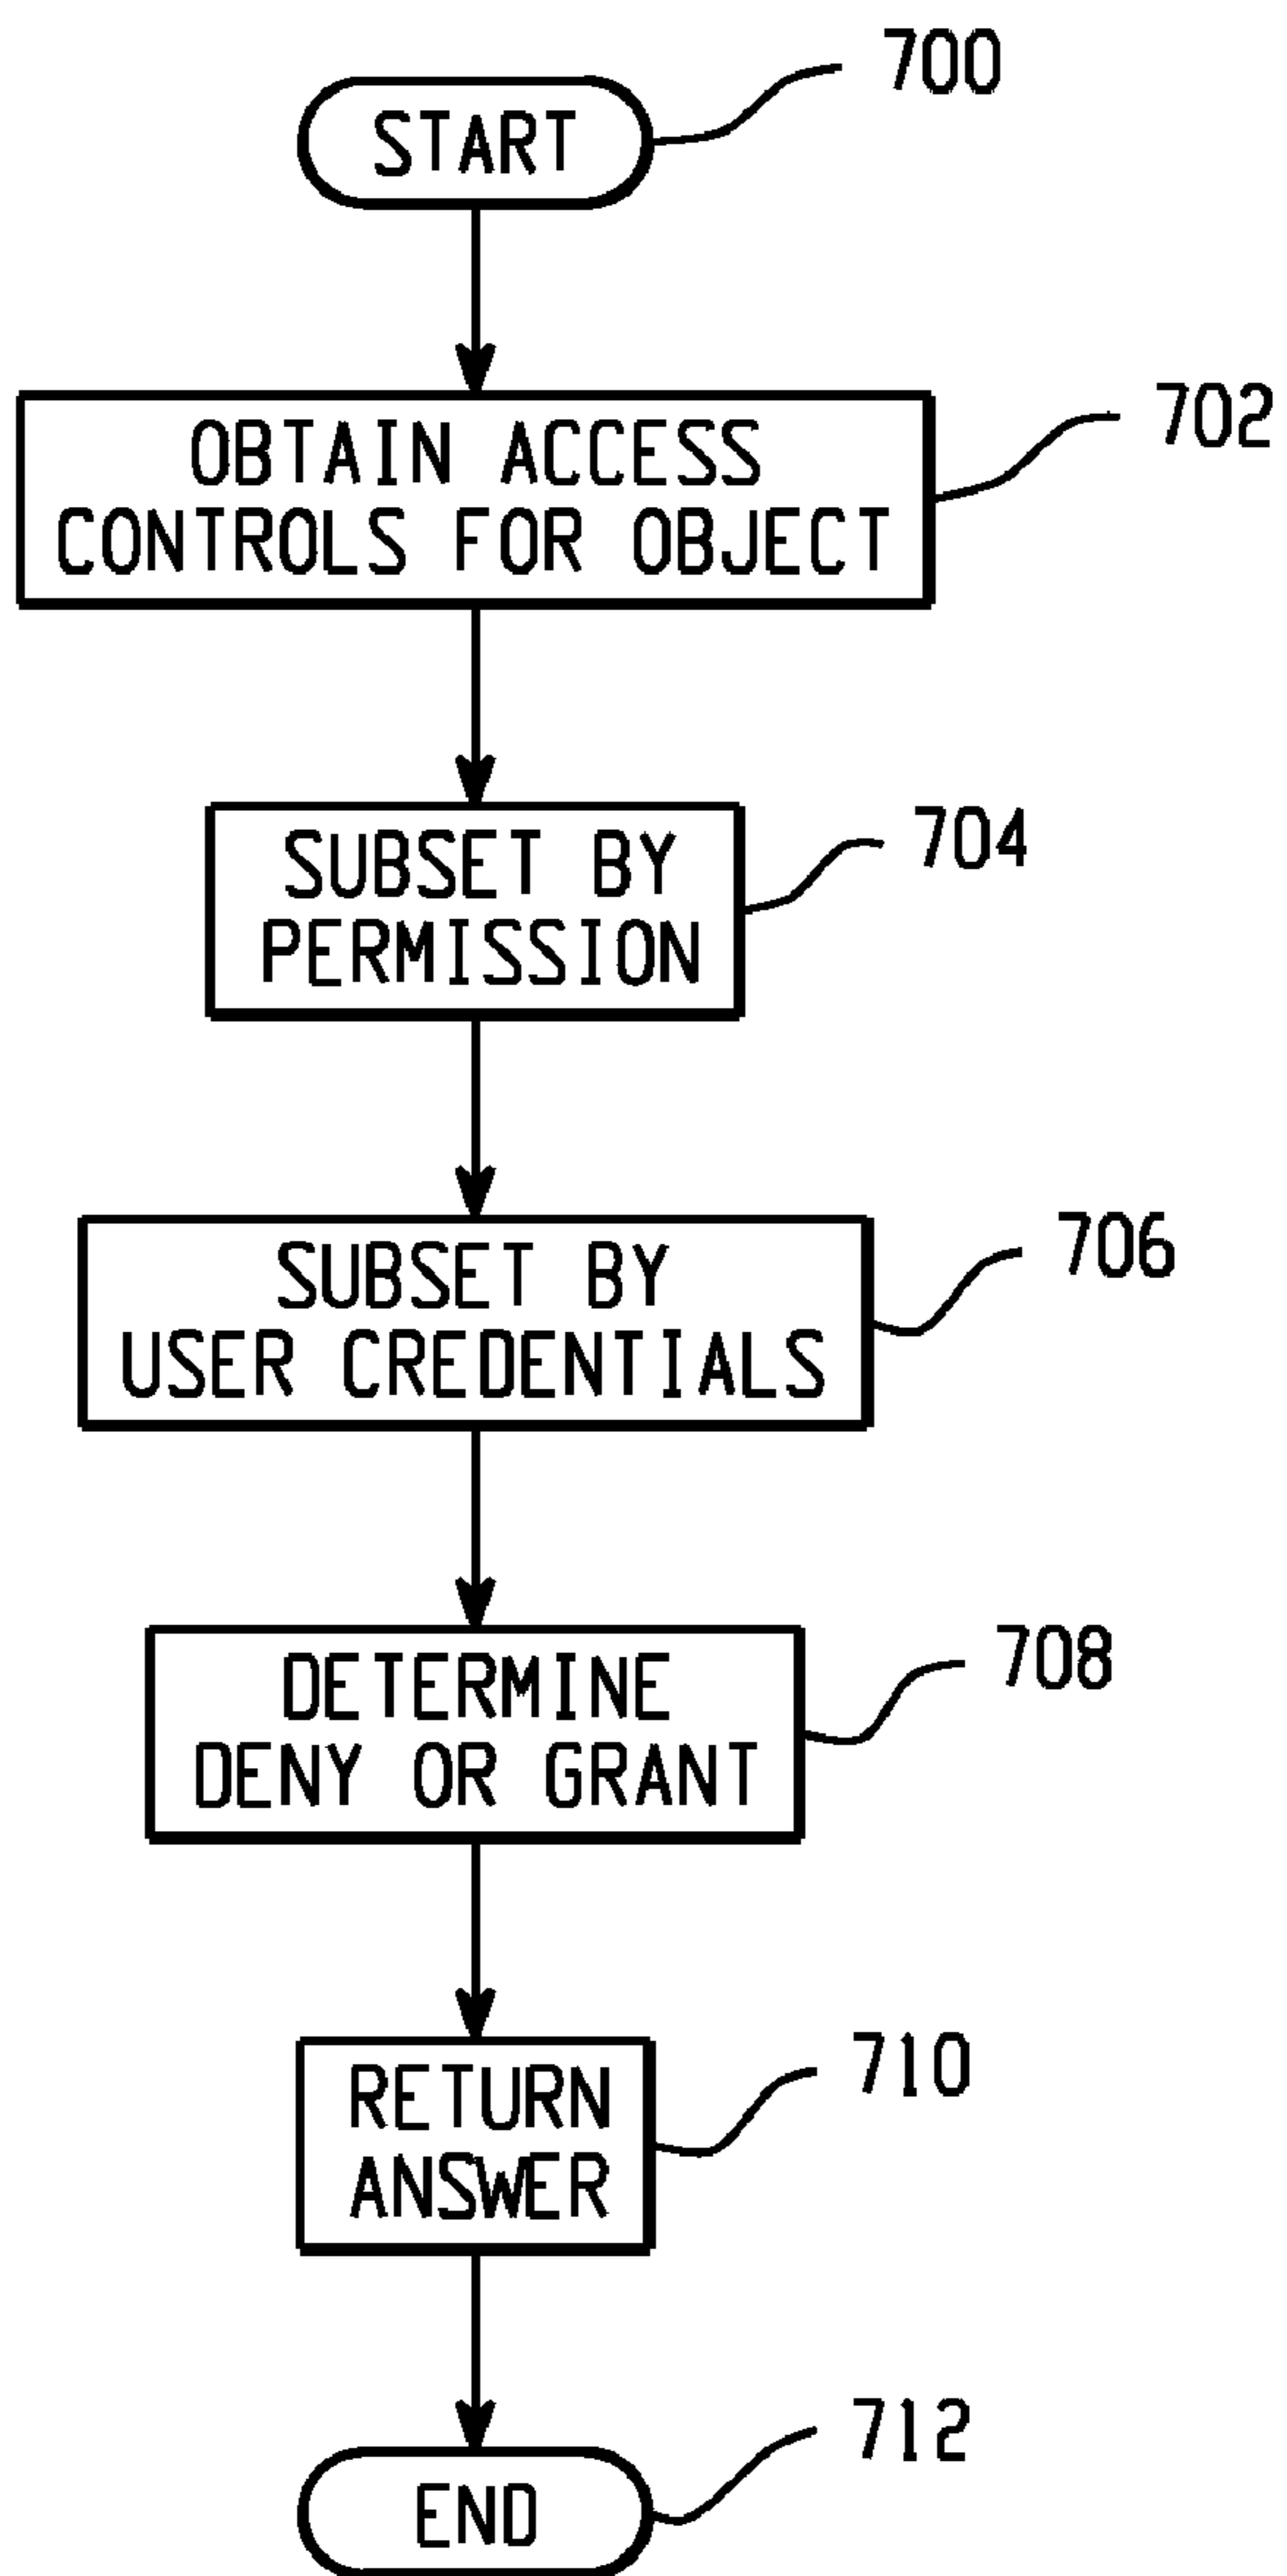 700
START
702
OBTAIN ACCESS
CONTROLS FOR OBJECT
704
SUBSET BY
PERMISSION
706
SUBSET BY
USER CREDENTIALS
708
DETERMINE
DENY OR GRANT
710
RETURN
ANSWER
712
END